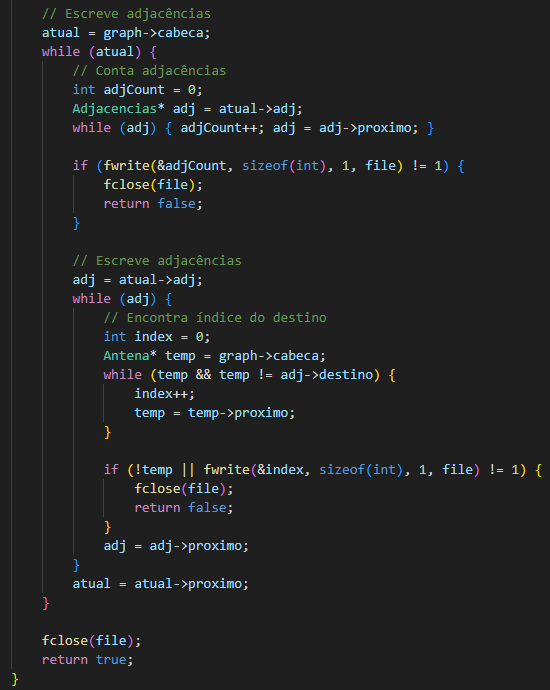 // Escreve adjacências
atual = graph->cabeca;
while (atual) {
// Conta adjacências
int adjCount = 0;
Adjacencias* adj = atual->adj;
while (adj) { adjCount++; adj = adj->proximo; }
if (fwrite(&adjCount, sizeof(int), 1, file) != 1) {
fclose(file);
return false;
}
// Escreve adjacências
adj = atual->adj;
while (adj) {
// Encontra índice do destino
int index = 0;
Antena* temp = graph->cabeca;
while (temp && temp != adj->destino) {
index++;
temp = temp->proximo;
}
if (!temp || fwrite(&index, sizeof(int), 1, file) != 1) {
fclose(file);
return false;
}
adj = adj->proximo;
}
atual = atual->proximo;
}
fclose(file);
return true;
}